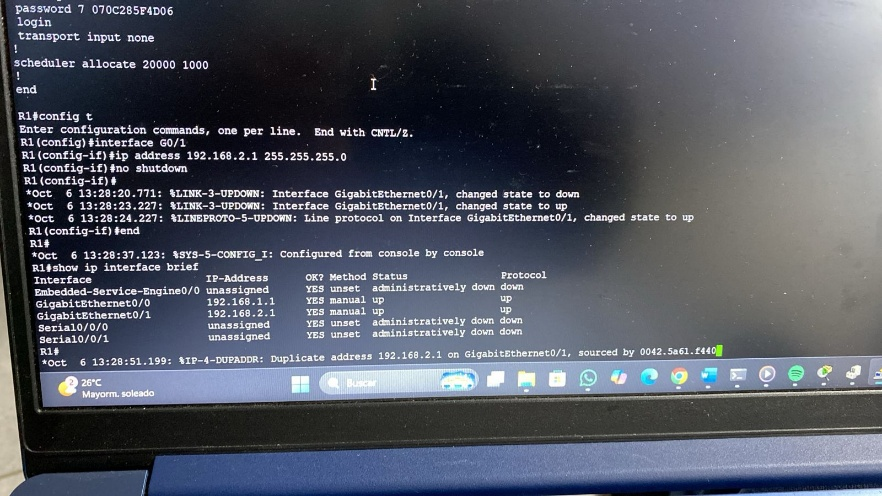 password 7 070C285F4D06
login
transport input none
!
scheduler allocate 20000 1000
!
end
R1#config t
Enter configuration commands, one per line.  End with CNTL/Z.
R1(config)#interface G0/1
R1(config-if)#ip address 192.168.2.1 255.255.255.0
R1(config-if)#no shutdown
R1(config-if)#
*Oct  6 13:28:20.771: %LINK-3-UPDOWN: Interface GigabitEthernet0/1, changed state to down
*Oct  6 13:28:23.227: %LINK-3-UPDOWN: Interface GigabitEthernet0/1, changed state to up
*Oct  6 13:28:24.227: %LINEPROTO-5-UPDOWN: Line protocol on Interface GigabitEthernet0/1, changed state to up
R1(config-if)#end
R1#
*Oct  6 13:28:37.123: %SYS-5-CONFIG_I: Configured from console by console
R1#show ip interface brief
Interface IP-Address OK? Method Status Protocol
Embedded-Service-Engine0/0 unassigned YES unset administratively down down
GigabitEthernet0/0 192.168.1.1 YES manual up up
GigabitEthernet0/1 192.168.2.1 YES manual up up
Serial0/0/0 unassigned YES unset administratively down down
Serial0/0/1 unassigned YES unset administratively down down
R1#
*Oct  6 13:28:51.199: %IP-4-DUPADDR: Duplicate address 192.168.2.1 on GigabitEthernet0/1, sourced by 0042.5a61.f440
2
26°C
Mayorm. soleado
Buscar